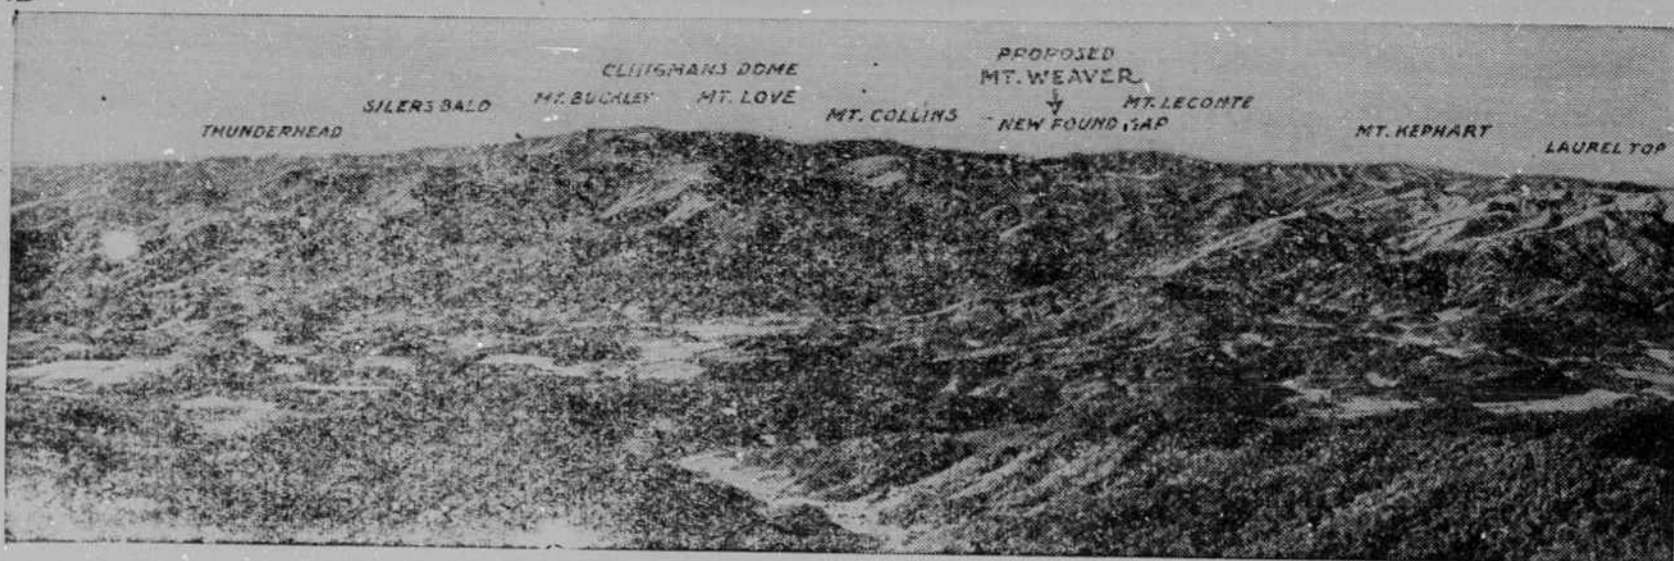 PROPOSED
MT. WEAVER
CLINGMANS DOME
SILERS BALD
MT. BUCKLEY
MT. LOVE
MT. COLLINS
NEW FOUND GAP
MT. LECONTE
THUNDERHEAD
MT. KEPHART
LAUREL TOP